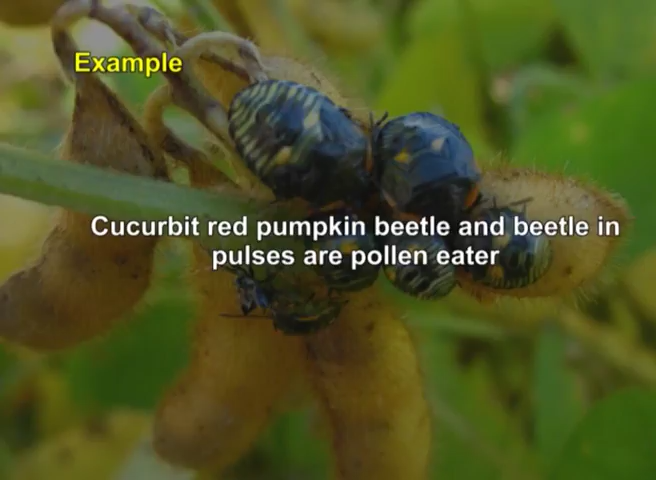 Example
Cucurbit red pumpkin beetle and beetle in
pulses are pollen eater